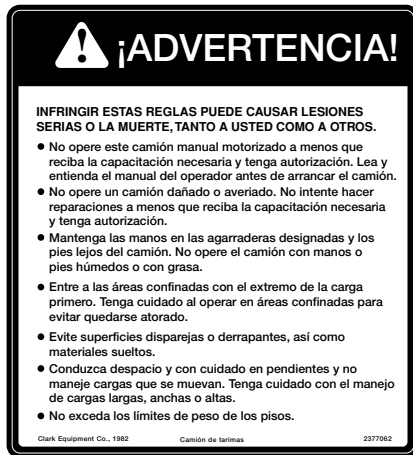 ¡ADVERTENCIA!
INFRINGIR ESTAS REGLAS PUEDE CAUSAR LESIONES
SERIAS O LA MUERTE, TANTO A USTED COMO A OTROS.
● No opere este camión manual motorizado a menos que
reciba la capacitación necesaria y tenga autorización. Lea y
entienda el manual del operador antes de arrancar el camión.
● No opere un camión dañado o averiado. No intente hacer
reparaciones a menos que reciba la capacitación necesaria
y tenga autorización.
● Mantenga las manos en las agarraderas designadas y los
pies lejos del camión. No opere el camión con manos o
pies húmedos o con grasa.
● Entre a las áreas confinadas con el extremo de la carga
primero. Tenga cuidado al operar en áreas confinadas para
evitar quedarse atorado.
● Evite superficies disparejas o derrapantes, así como
materiales sueltos.
● Conduzca despacio y con cuidado en pendientes y no
maneje cargas que se muevan. Tenga cuidado con el manejo
de cargas largas, anchas o altas.
● No exceda los límites de peso de los pisos.
Clark Equipment Co., 1982 Camión de tarimas 2377062